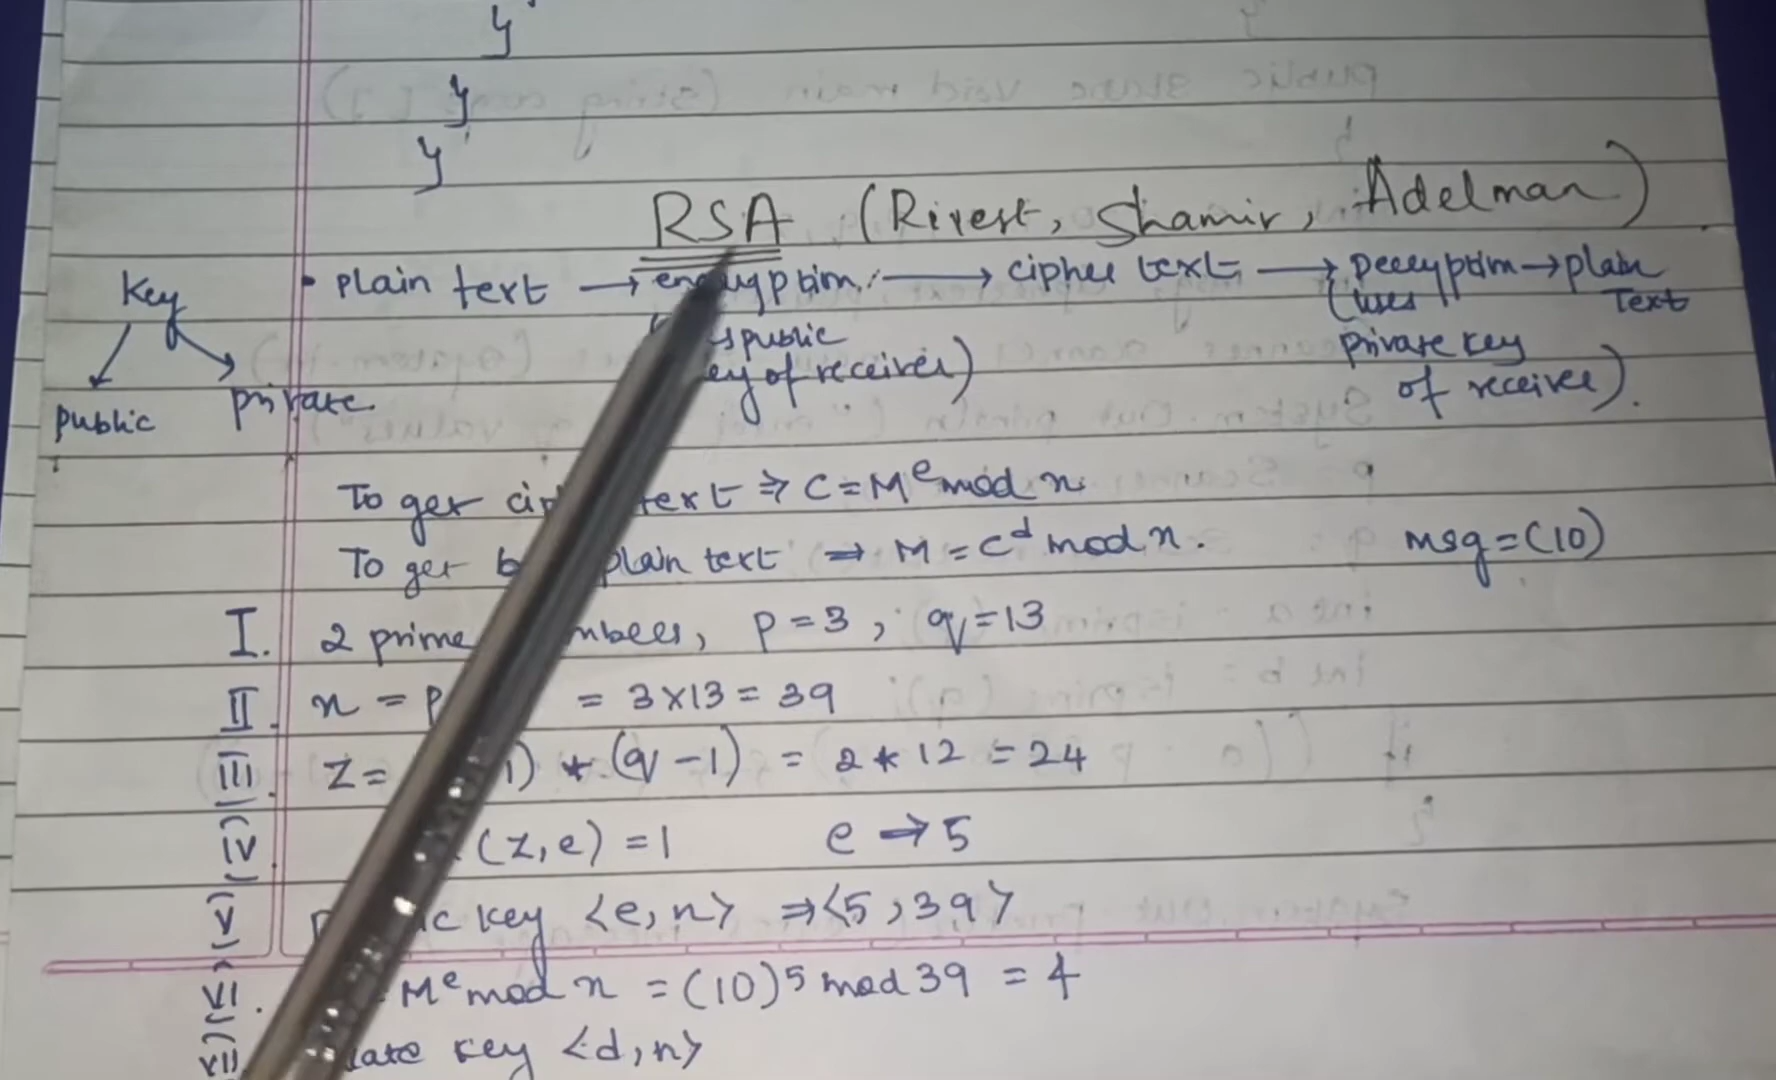 y
y
y
RSA (Rivest, Shamir, Adelman)
Key
• plain text → encryption → cipher text → Decryption → plain Text
public
key of receiver)
(uses private key of receiver).
public private
To get text ⇒ C = M^e mod n
To get plain text ⇒ M = C^d mod n.
msg = (10)
I. 2 prime numbers, p = 3, q = 13
II. n = p = 3 × 13 = 39
III. Z = 1) * (q - 1) = 2 * 12 = 24
IV. (z, e) = 1 e → 5
V. key <e, n> ⇒ <5, 39>
VI. M^e mod n = (10)^5 mod 39 = 4
VII. key <d, n>